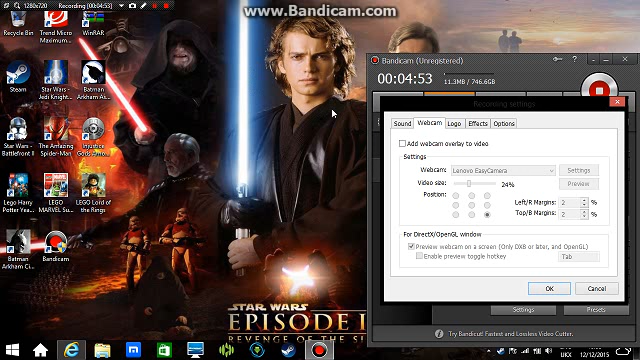 1280x720
Recording [00:04:53]
www.Bandicam.com
Recycle Bin
Trend Micro
Maximum...
WinRAR
Steam
Star Wars -
Jedi Knight...
Batman
Arkham As...
Star Wars -
Battlefront II
The Amazing
Spider-Man
Injustice
Gods Amo...
Lego Harry
Potter Year...
LEGO
MARVEL Su...
LEGO Lord of
the Rings
Batman
Arkham Ci...
Bandicam
STAR WARS
EPISODE I
REVENGE OF THE SI
Bandicam (Unregistered)
00:04:53
11.3MB / 746.6GB
Recording settings
Sound
Webcam
Logo
Effects
Options
Add webcam overlay to video
Settings
Webcam:
Lenovo EasyCamera
Settings
Video size:
24%
Preview
Position:
Left/R Margins:
2
%
Top/B Margins:
2
%
For DirectX/OpenGL window
Preview webcam on a screen (Only DX8 or later, and OpenGL)
Enable preview toggle hotkey
Tab
OK
Cancel
Settings
Presets
Try Bandicut! Fastest and Lossless Video Cutter.
UKX
12/12/2015